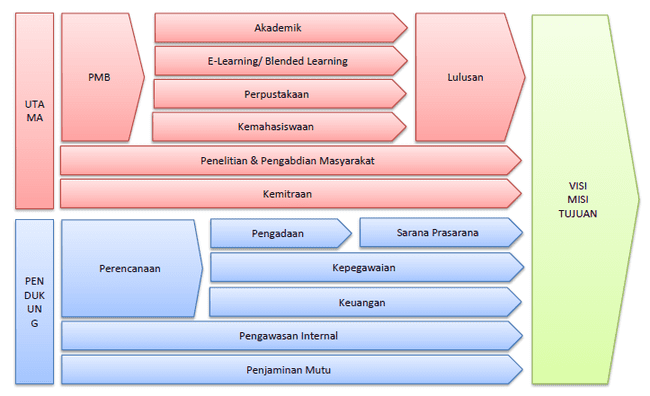 UTA
MA
PMB
Akademik
E-Learning/ Blended Learning
Perpustakaan
Kemahasiswaan
Lulusan
Penelitian & Pengabdian Masyarakat
Kemitraan
PEN
DUK
UN
G
Perencanaan
Pengadaan
Sarana Prasarana
Kepegawaian
Keuangan
Pengawasan Internal
Penjaminan Mutu
VISI
MISI
TUJUAN